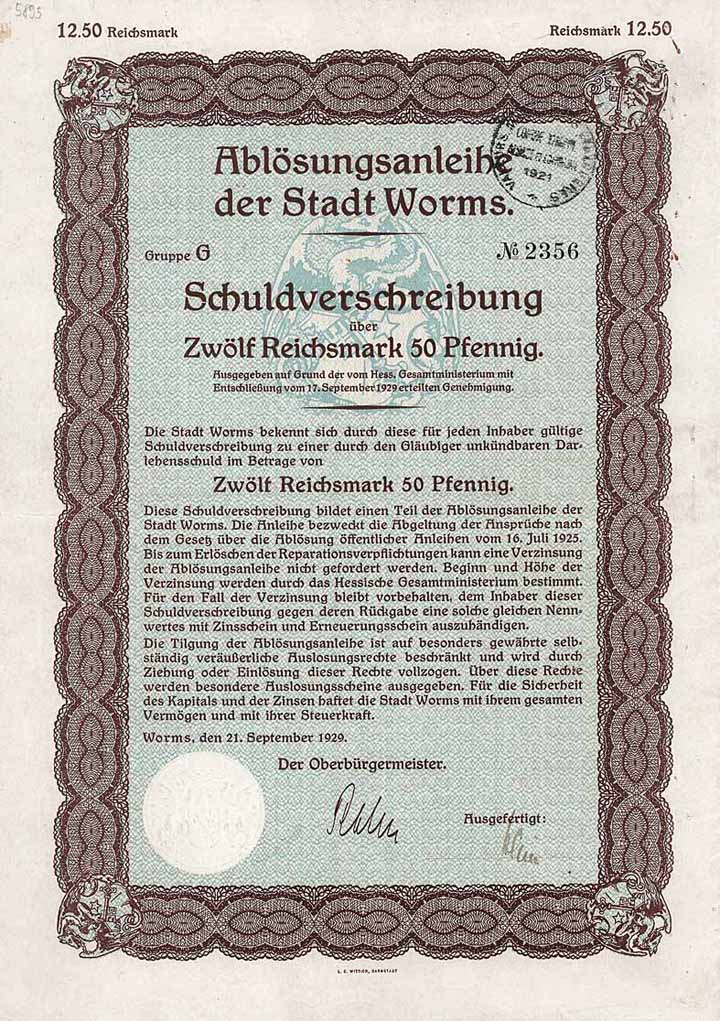 5895
12.50 Reichsmark
Reichsmark 12.50
Ablösungsanleihe
der Stadt Worms.
1921
Gruppe G
№ 2356
Schuldverschreibung
über
Zwölf Reichsmark 50 Pfennig.
Ausgegeben auf Grund der vom Hess. Gesamtministerium mit
Entschließung vom 17. September 1929 erteilten Genehmigung.
Die Stadt Worms bekennt sich durch diese für jeden Inhaber gültige
Schuldverschreibung zu einer durch den Gläubiger unkündbaren Dar-
lehensschuld im Betrage von
Zwölf Reichsmark 50 Pfennig.
Diese Schuldverschreibung bildet einen Teil der Ablösungsanleihe der
Stadt Worms. Die Anleihe bezweckt die Abgeltung der Ansprüche nach
dem Gesetz über die Ablösung öffentlicher Anleihen vom 16. Juli 1925.
Bis zum Erlöschen der Reparationsverpflichtungen kann eine Verzinsung
der Ablösungsanleihe nicht gefordert werden. Beginn und Höhe der
Verzinsung werden durch das Hessische Gesamtministerium bestimmt.
Für den Fall der Verzinsung bleibt vorbehalten, dem Inhaber dieser
Schuldverschreibung gegen deren Rückgabe eine solche gleichen Nenn-
wertes mit Zinsschein und Erneuerungsschein auszuhändigen.
Die Tilgung der Ablösungsanleihe ist auf besonders gewährte selb-
ständig veräußerliche Auslosungsrechte beschränkt und wird durch
Ziehung oder Einlösung dieser Rechte vollzogen. Über diese Rechte
werden besondere Auslosungsscheine ausgegeben. Für die Sicherheit
des Kapitals und der Zinsen haftet die Stadt Worms mit ihrem gesamten
Vermögen und mit ihrer Steuerkraft.
Worms, den 21. September 1929.
Der Oberbürgermeister.
Ausgefertigt:
L. C. WITTICH, DARMSTADT